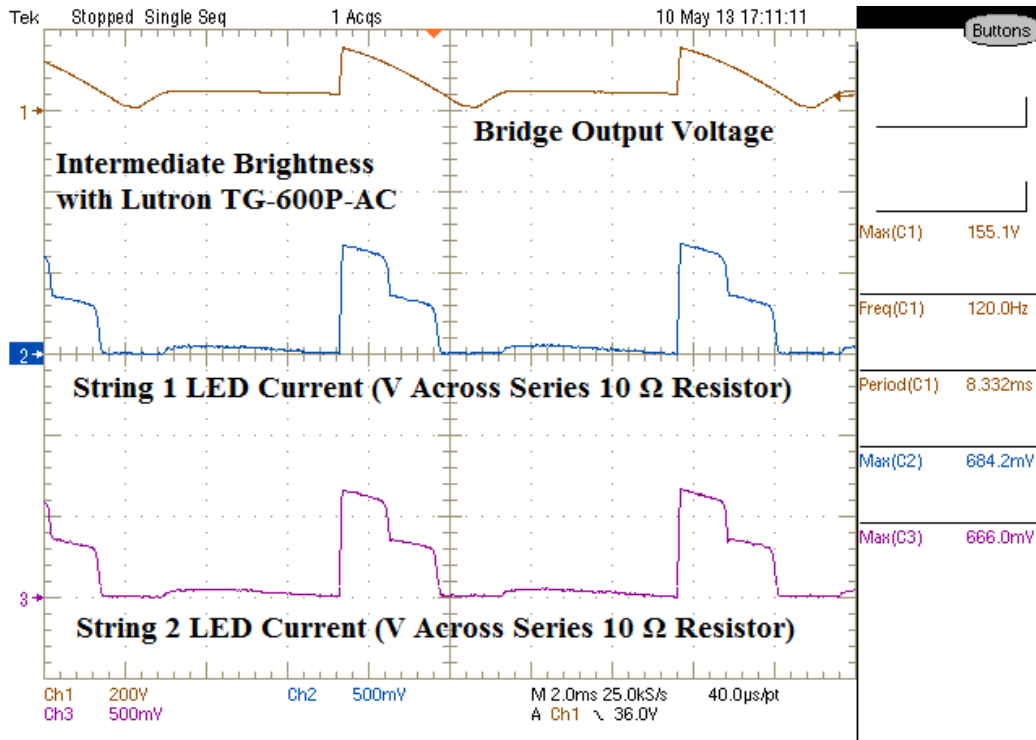 Tek Stopped Single Seq 1 Acqs 10 May 13 17:11:11
Buttons
1
Bridge Output Voltage
Intermediate Brightness
with Lutron TG-600P-AC
Max(C1) 155.1V
Freq(C1) 120.0Hz
2
String 1 LED Current (V Across Series 10 Ω Resistor)
Period(C1) 8.332ms
Max(C2) 684.2mV
Max(C3) 666.0mV
3
String 2 LED Current (V Across Series 10 Ω Resistor)
Ch1 200V Ch2 500mV M 2.0ms 25.0kS/s 40.0µs/pt
Ch3 500mV A Ch1 ∖ 36.0V